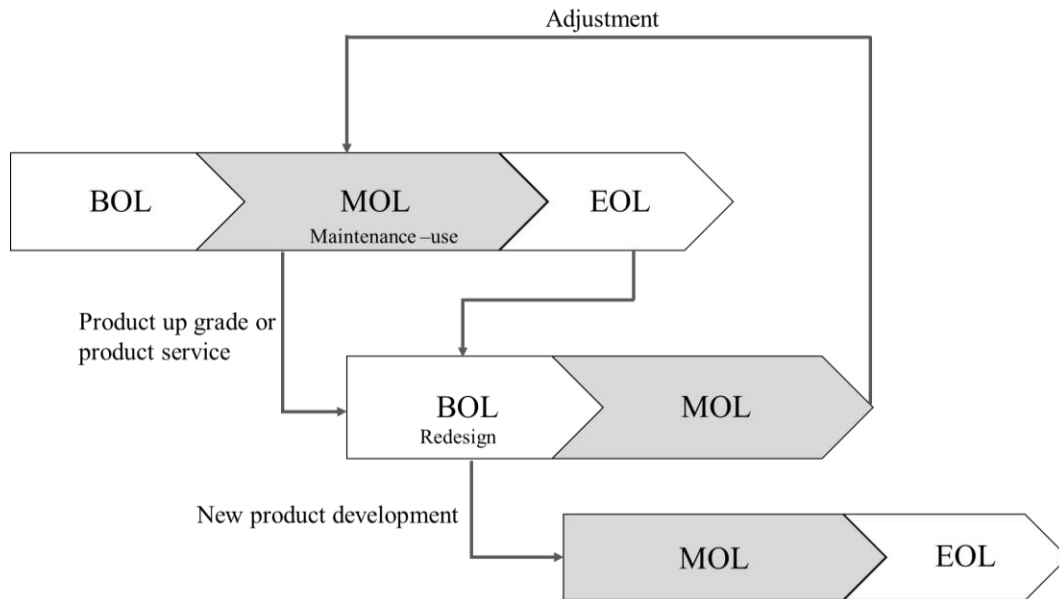 Adjustment
BOL
MOL
EOL
Maintenance –use
Product up grade or
product service
BOL
MOL
Redesign
New product development
MOL
EOL